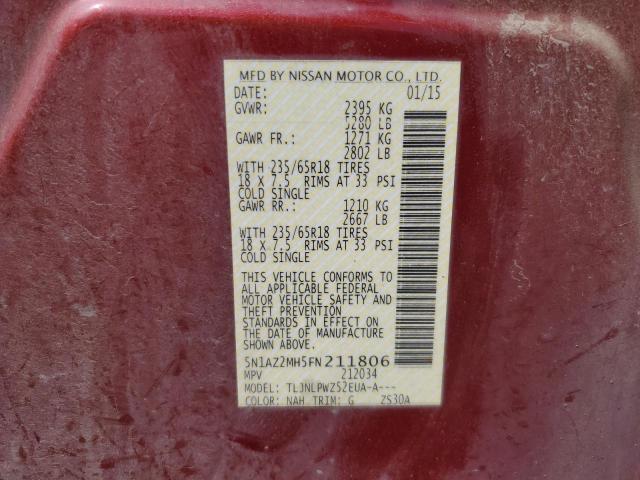 MFD BY NISSAN MOTOR CO., LTD.
DATE: 01/15
GVWR: 2395 KG
5280 LB
GAWR FR.: 1271 KG
2802 LB
WITH 235/65R18 TIRES
18 X 7.5 RIMS AT 33 PSI
COLD SINGLE
GAWR RR.: 1210 KG
2667 LB
WITH 235/65R18 TIRES
18 X 7.5 RIMS AT 33 PSI
COLD SINGLE
THIS VEHICLE CONFORMS TO
ALL APPLICABLE FEDERAL
MOTOR VEHICLE SAFETY AND
THEFT PREVENTION
STANDARDS IN EFFECT ON
THE DATE OF MANUFACTURE
SHOWN ABOVE.
5N1AZ2MH5FN211806
MPV 212034
MODEL: TLJNLPWZ52EUA-A---
COLOR: NAH TRIM: G ZS30A